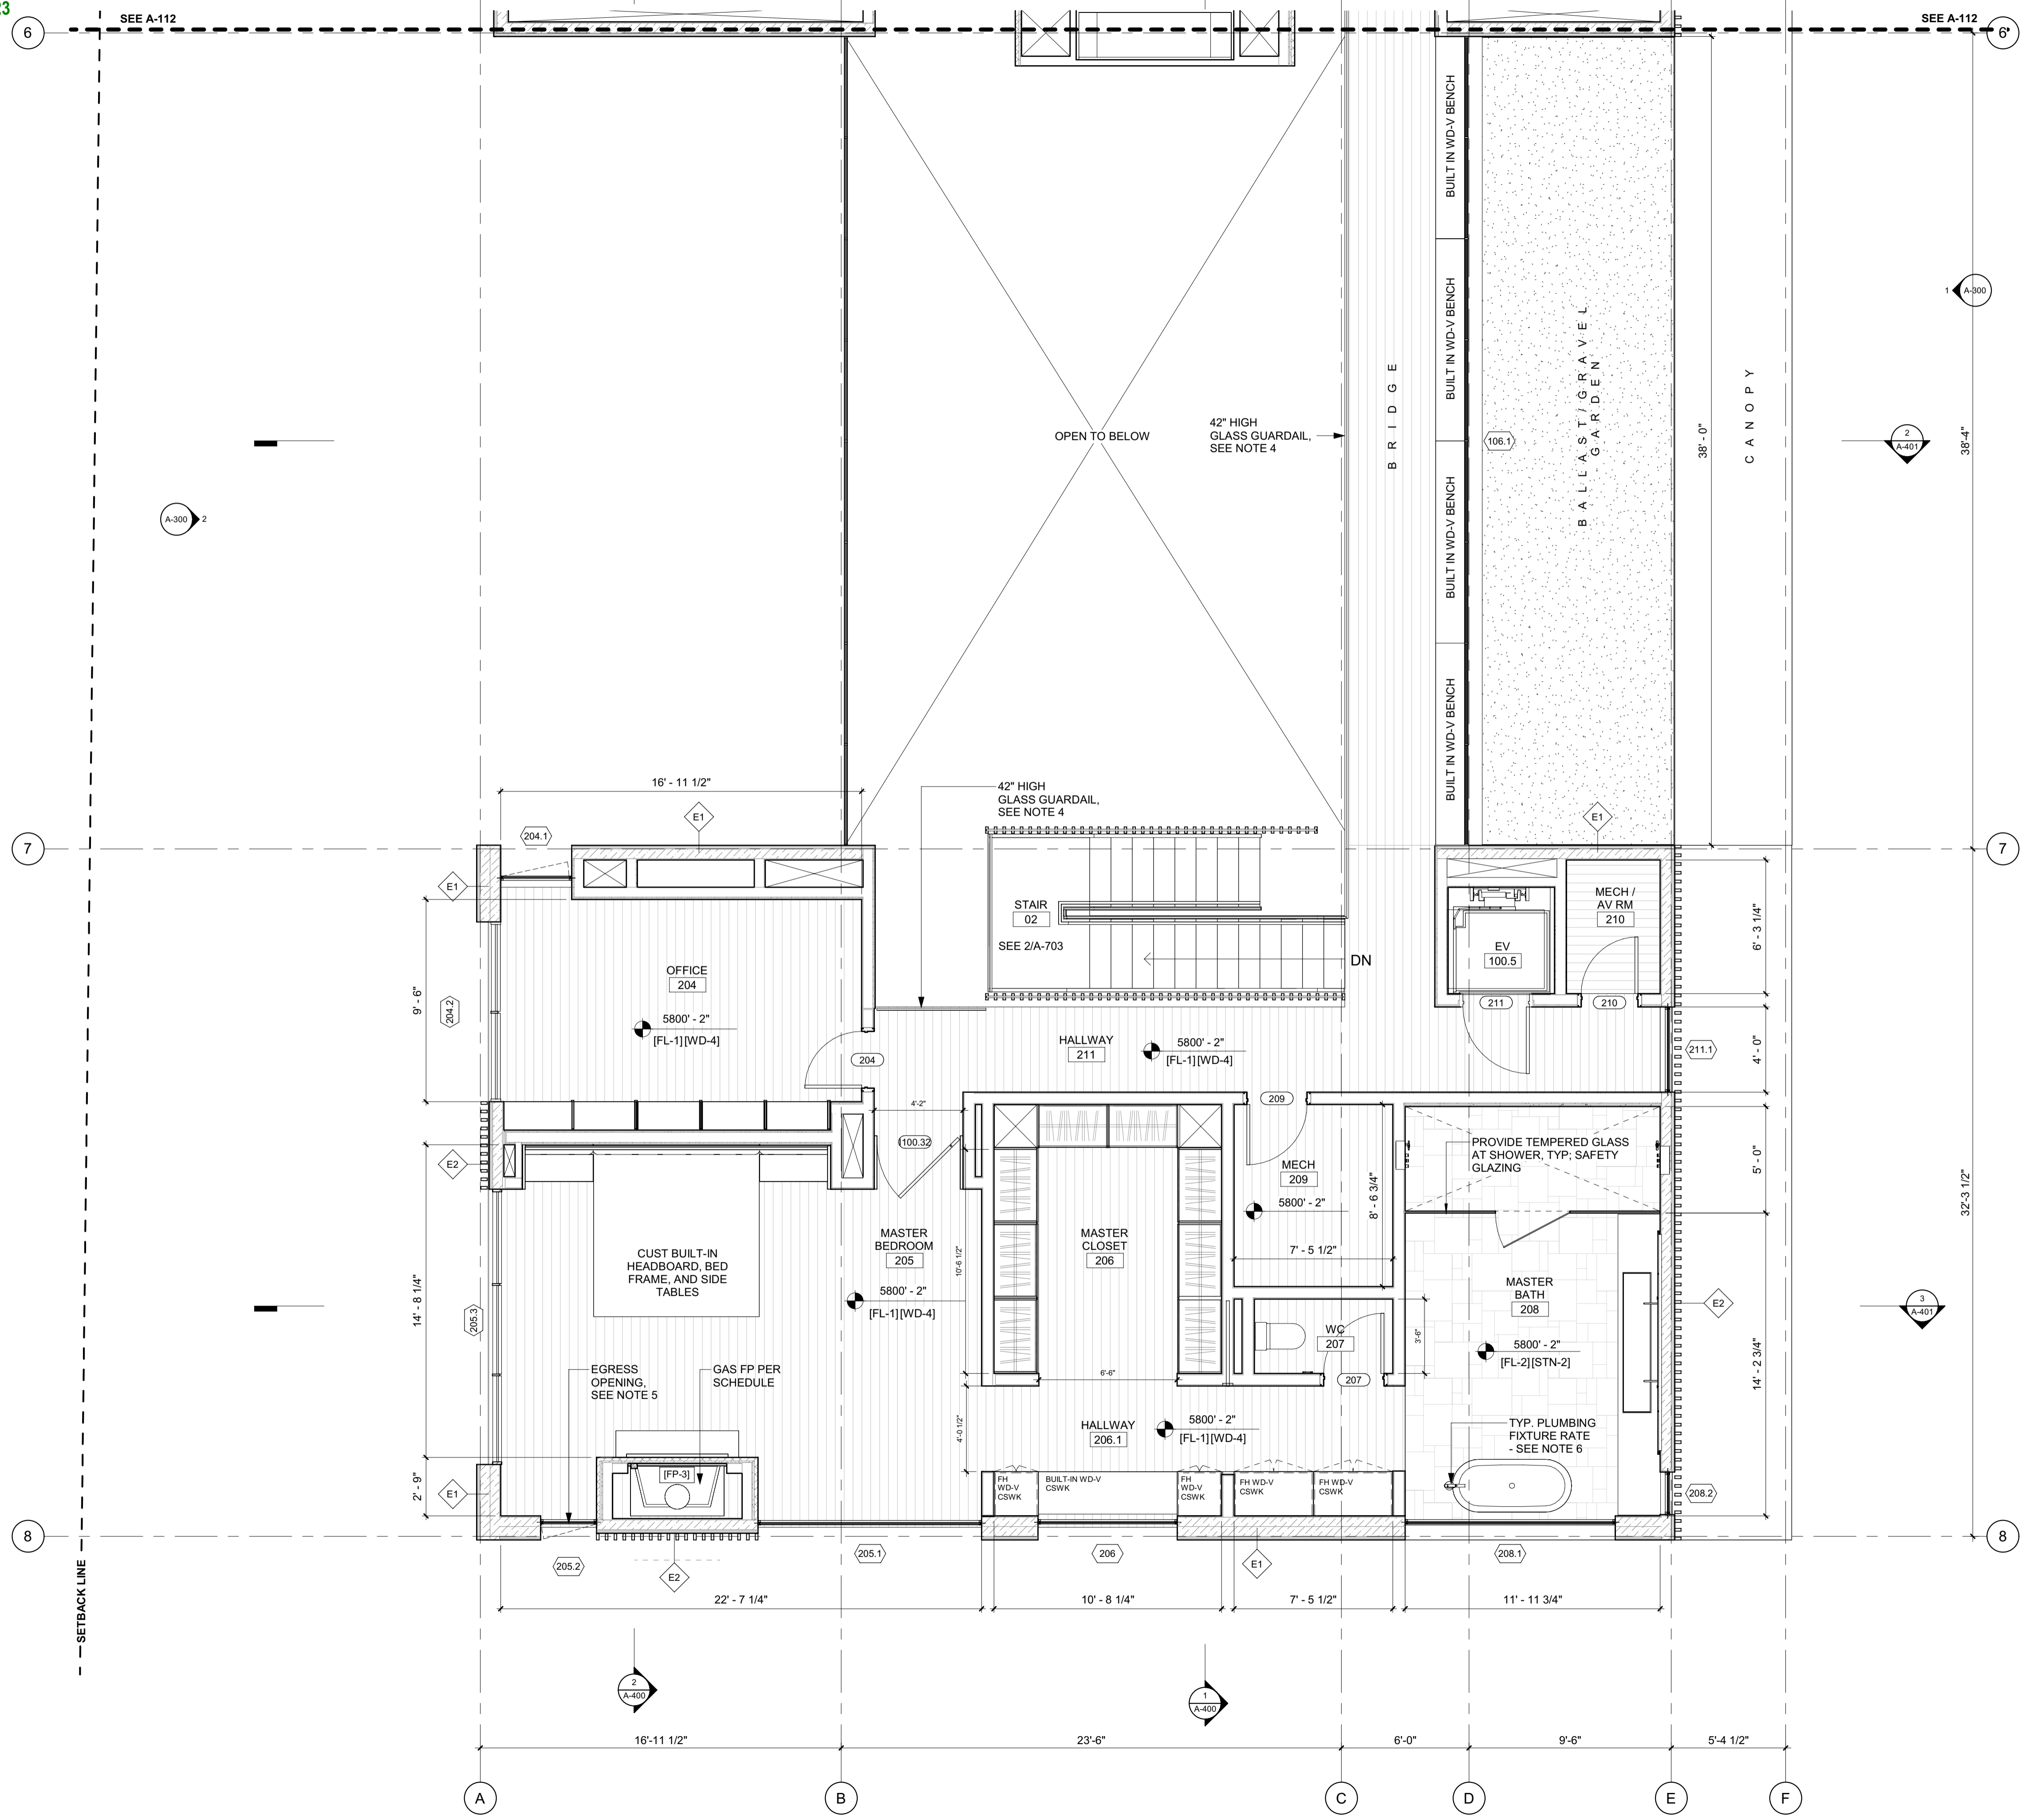 23
SEE A-112
SEE A-112
6
6
BUILT IN WD-V BENCH
BUILT IN WD-V BENCH
BUILT IN WD-V BENCH
BUILT IN WD-V BENCH
1
A-300
A-300
2
OPEN TO BELOW
42" HIGH
GLASS GUARDAIL,
SEE NOTE 4
BRIDGE
106.1
BALLAST/GRAVEL
GARDEN
38' - 0"
CANOPY
2
A-401
38'-4"
16' - 11 1/2"
42" HIGH
GLASS GUARDAIL,
SEE NOTE 4
E1
E1
204.1
7
7
E1
STAIR
02
SEE 2/A-703
DN
EV
100.5
MECH /
AV RM
210
6' - 3 1/4"
211
210
OFFICE
204
5800' - 2"
[FL-1][WD-4]
9' - 6"
204.2
204
HALLWAY
211
5800' - 2"
[FL-1][WD-4]
211.1
4' - 0"
4'-2"
209
1100.32
E2
MECH
209
5800' - 2"
8' - 6 3/4"
7' - 5 1/2"
PROVIDE TEMPERED GLASS
AT SHOWER, TYP; SAFETY
GLAZING
5' - 0"
32'-3 1/2"
CUST BUILT-IN
HEADBOARD, BED
FRAME, AND SIDE
TABLES
MASTER
BEDROOM
205
5800' - 2"
[FL-1][WD-4]
10'-6 1/2"
MASTER
CLOSET
206
14' - 8 1/4"
205.3
WC
207
3'-6"
207
MASTER
BATH
208
5800' - 2"
[FL-2][STN-2]
E2
3
A-401
14' - 2 3/4"
EGRESS
OPENING,
SEE NOTE 5
GAS FP PER
SCHEDULE
6'-6"
4'-0 1/2"
HALLWAY
206.1
5800' - 2"
[FL-1][WD-4]
TYP. PLUMBING
FIXTURE RATE
- SEE NOTE 6
2' - 9"
E1
[FP-3]
FH
WD-V
CSWK
BUILT-IN WD-V
CSWK
FH
WD-V
CSWK
FH WD-V
CSWK
FH WD-V
CSWK
208.2
8
8
205.2
E2
205.1
206
E1
208.1
SETBACK LINE
22' - 7 1/4"
10' - 8 1/4"
7' - 5 1/2"
11' - 11 3/4"
2
A-400
1
A-400
16'-11 1/2"
23'-6"
6'-0"
9'-6"
5'-4 1/2"
A
B
C
D
E
F